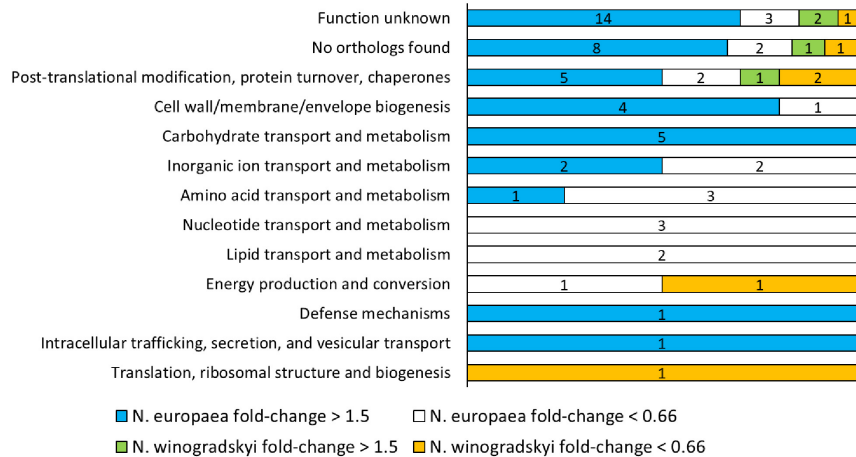 Function unknown 14 3 2 1
No orthologs found 8 2 1 1
Post-translational modification, protein turnover, chaperones 5 2 1 2
Cell wall/membrane/envelope biogenesis 4 1
Carbohydrate transport and metabolism 5
Inorganic ion transport and metabolism 2 2
Amino acid transport and metabolism 1 3
Nucleotide transport and metabolism 3
Lipid transport and metabolism 2
Energy production and conversion 1 1
Defense mechanisms 1
Intracellular trafficking, secretion, and vesicular transport 1
Translation, ribosomal structure and biogenesis 1
N. europaea fold-change > 1.5 N. europaea fold-change < 0.66
N. winogradskyi fold-change > 1.5 N. winogradskyi fold-change < 0.66